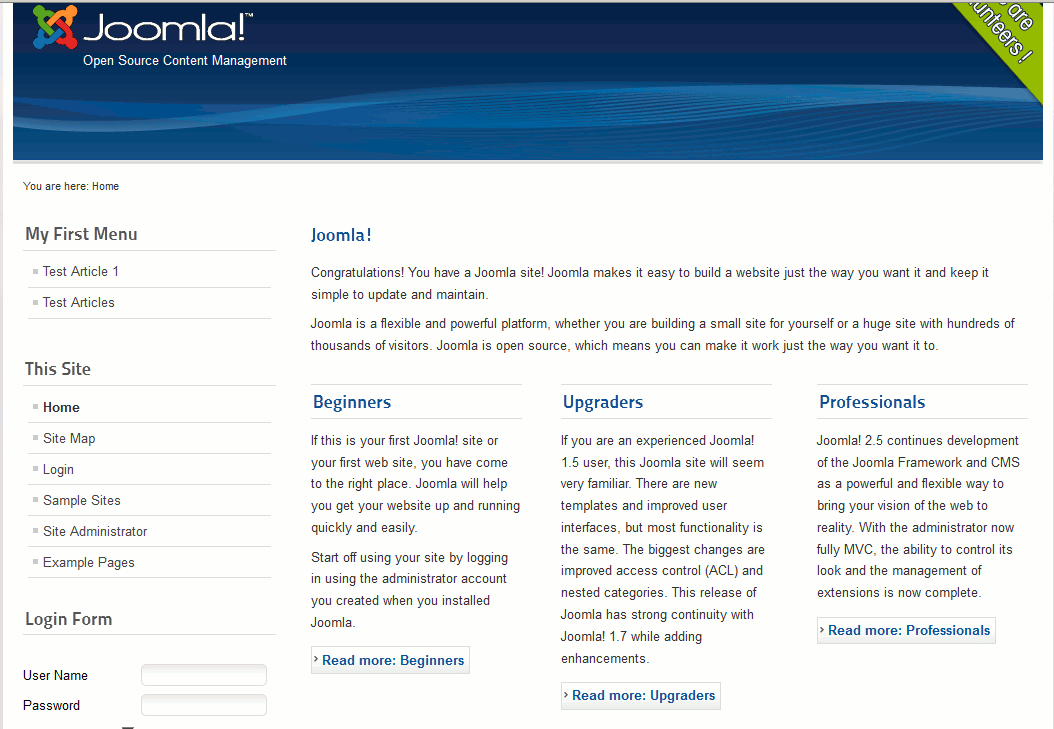 Joomla!™
Open Source Content Management
are
unteers !
You are here: Home
My First Menu
Test Article 1
Test Articles
This Site
Home
Site Map
Login
Sample Sites
Site Administrator
Example Pages
Login Form
User Name
Password
Joomla!
Congratulations! You have a Joomla site! Joomla makes it easy to build a website just the way you want it and keep it
simple to update and maintain.
Joomla is a flexible and powerful platform, whether you are building a small site for yourself or a huge site with hundreds of
thousands of visitors. Joomla is open source, which means you can make it work just the way you want it to.
Beginners
If this is your first Joomla! site or
your first web site, you have come
to the right place. Joomla will help
you get your website up and running
quickly and easily.
Start off using your site by logging
in using the administrator account
you created when you installed
Joomla.
Read more: Beginners
Upgraders
If you are an experienced Joomla!
1.5 user, this Joomla site will seem
very familiar. There are new
templates and improved user
interfaces, but most functionality is
the same. The biggest changes are
improved access control (ACL) and
nested categories. This release of
Joomla has strong continuity with
Joomla! 1.7 while adding
enhancements.
Read more: Upgraders
Professionals
Joomla! 2.5 continues development
of the Joomla Framework and CMS
as a powerful and flexible way to
bring your vision of the web to
reality. With the administrator now
fully MVC, the ability to control its
look and the management of
extensions is now complete.
Read more: Professionals